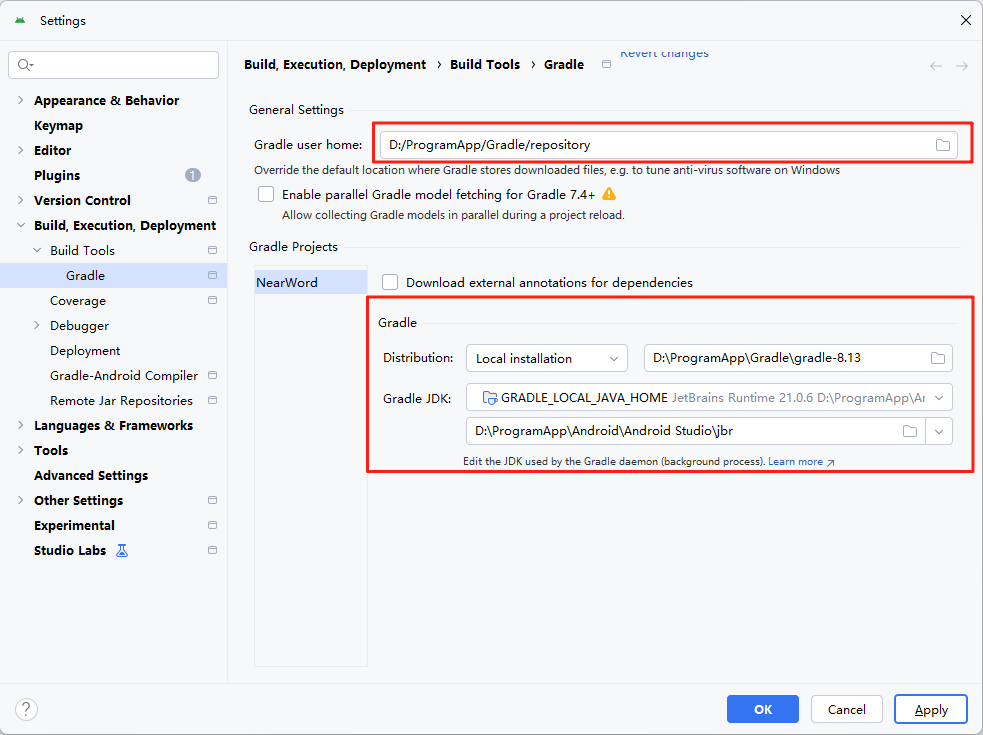 Settings
Build, Execution, Deployment › Build Tools › Gradle
Revert changes
Appearance & Behavior
Keymap
Editor
Plugins 1
Version Control
Build, Execution, Deployment
Build Tools
Gradle
Coverage
Debugger
Deployment
Gradle-Android Compiler
Remote Jar Repositories
Languages & Frameworks
Tools
Advanced Settings
Other Settings
Experimental
Studio Labs
General Settings
Gradle user home: D:/ProgramApp/Gradle/repository
Override the default location where Gradle stores downloaded files, e.g. to tune anti-virus software on Windows
Enable parallel Gradle model fetching for Gradle 7.4+
Allow collecting Gradle models in parallel during a project reload.
Gradle Projects
NearWord
Download external annotations for dependencies
Gradle
Distribution: Local installation D:\ProgramApp\Gradle\gradle-8.13
Gradle JDK: GRADLE_LOCAL_JAVA_HOME JetBrains Runtime 21.0.6 D:\ProgramApp\Ar
D:\ProgramApp\Android\Android Studio\jbr
Edit the JDK used by the Gradle daemon (background process). Learn more ↗
?
OK
Cancel
Apply